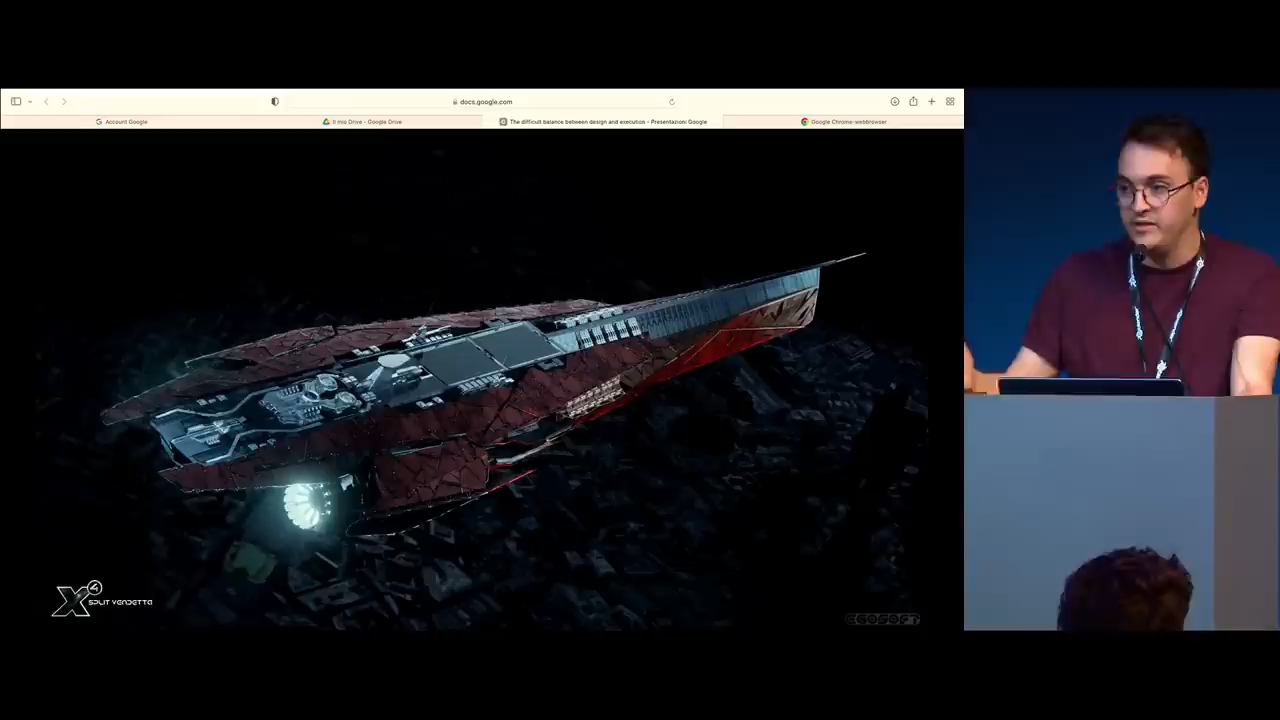 docs.google.com
Account Google
Il mio Drive - Google Drive
The difficult balance between design and execution - Presentazioni Google
Google Chrome-webbrowser
X4
SPLIT VENDETTA
EGOSOFT